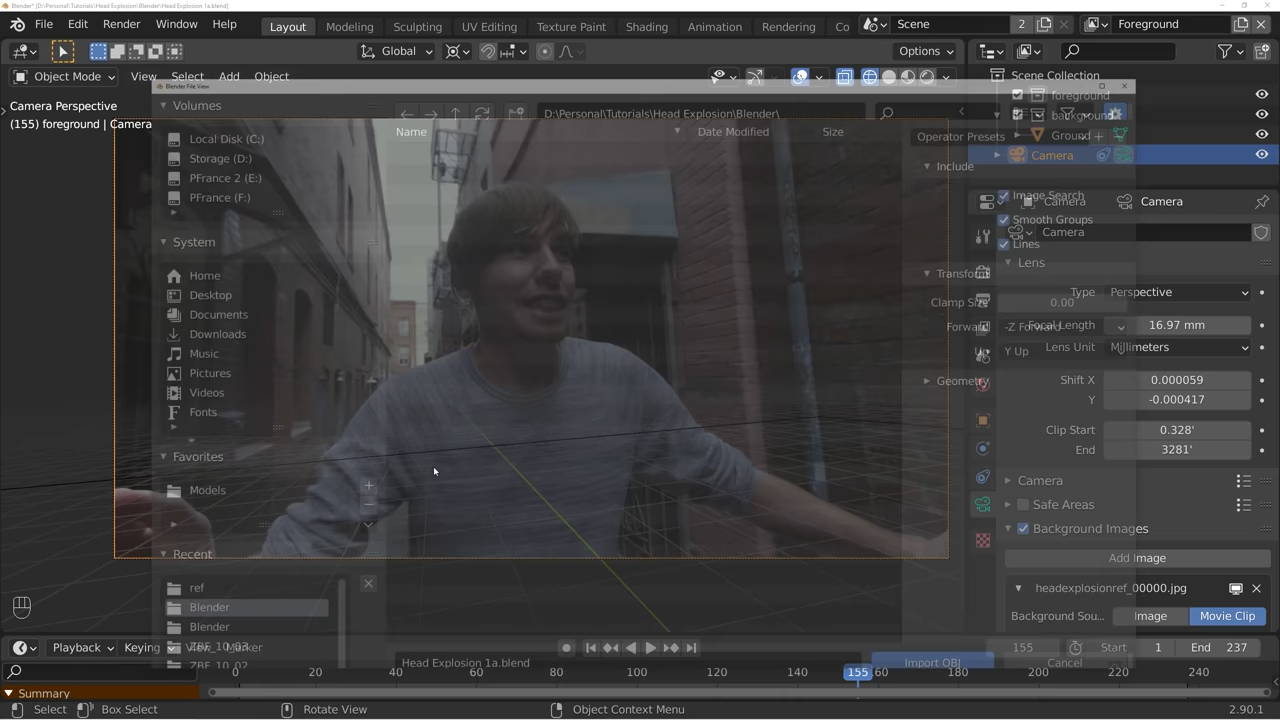 Blender* [D:\Personal\Tutorials\Head Explosion\Blender\Head Explosion 1a.blend]
File Edit Render Window Help Layout Modeling Sculpting UV Editing Texture Paint Shading Animation Rendering Co Scene 2 Foreground
Global Options
Object Mode View Select Add Object Scene Collection
Blender File View
Camera Perspective Volumes foreground
(155) foreground | Camera D:\Personal\Tutorials\Head Explosion\Blender\ background
Name Date Modified Size Operator Presets Ground
Local Disk (C:)
Storage (D:) Camera
Include
PFrance 2 (E:)
PFrance (F:) Image Search Camera Camera
Smooth Groups
Camera
System Lines
Lens
Home Transform
Desktop Type Perspective
Documents Clamp Size 0.00
Downloads Forward -Z Forward Focal Length 16.97 mm
Music Y Up Lens Unit Millimeters
Pictures Geometry Shift X 0.000059
Videos Y -0.000417
Fonts
Clip Start 0.328'
Favorites End 3281'
Models Camera
Safe Areas
Background Images
Recent Add Image
ref headexplosionref_00000.jpg
Blender
Blender Background Sou... Image Movie Clip
Playback Keying View Marker ZBF_10_03 155 Start 1 End 237
ZBF_10_02 Head Explosion 1a.blend Import OBJ Cancel
0 20 40 60 80 100 120 140 155 160 180 200 220 240
Summary
Select Box Select Rotate View Object Context Menu 2.90.1